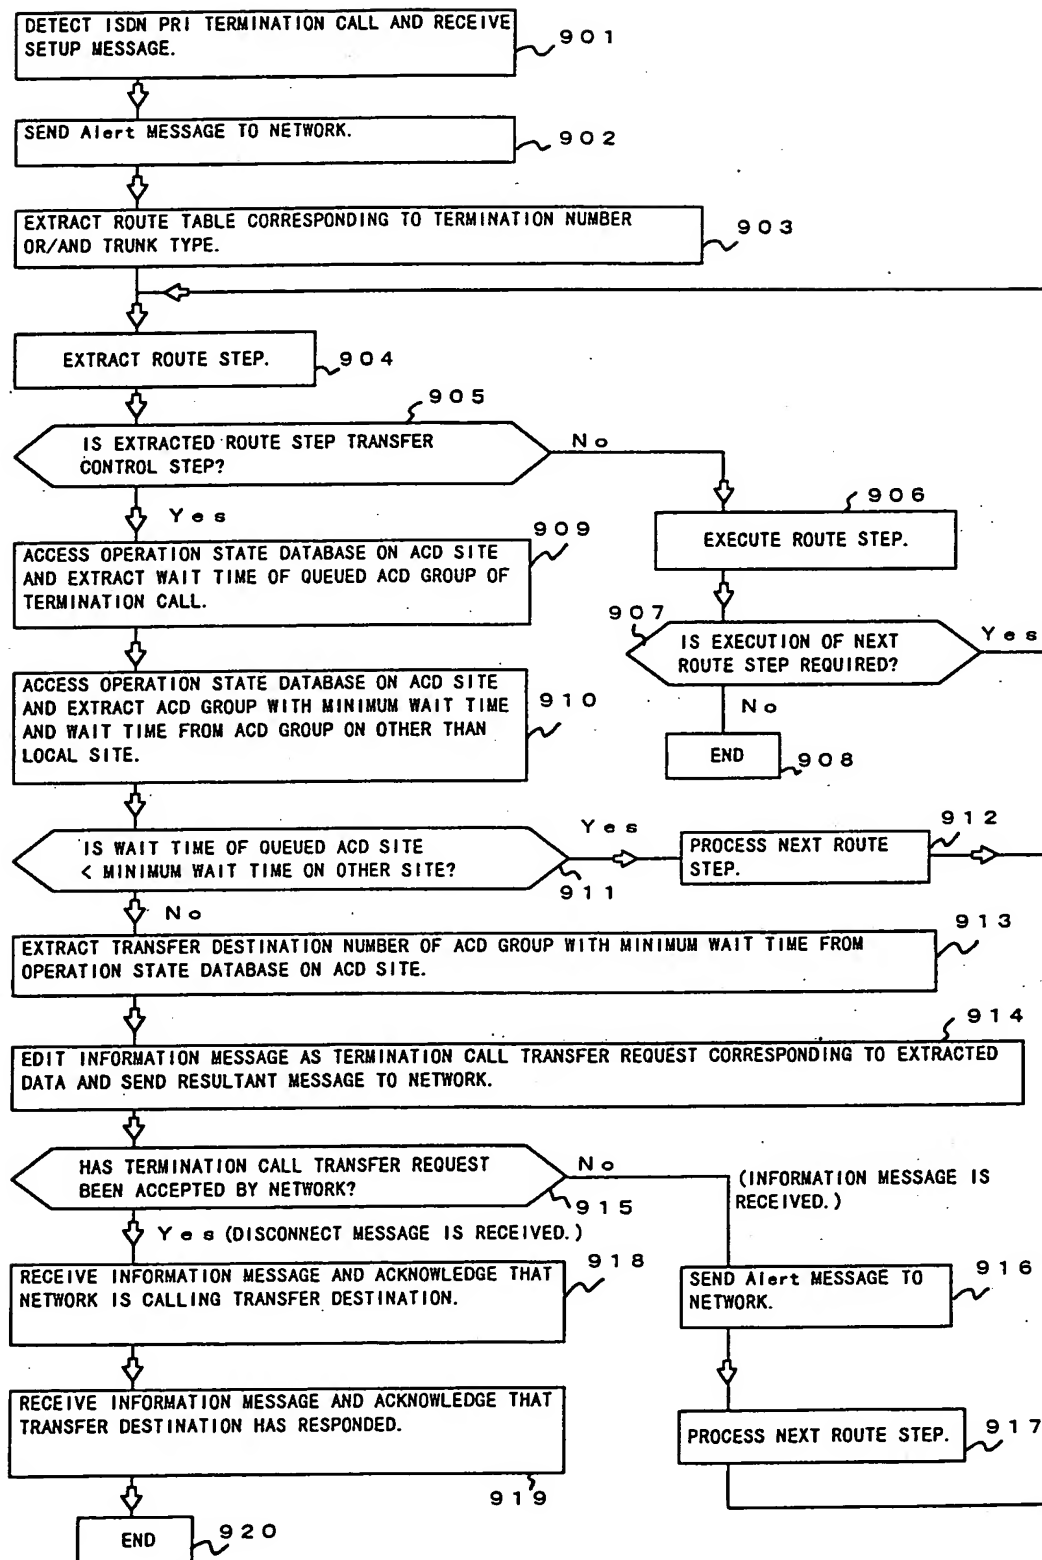 DETECT ISDN PRI TERMINATION CALL AND RECEIVE
SETUP MESSAGE.
901
SEND Alert MESSAGE TO NETWORK.
902
EXTRACT ROUTE TABLE CORRESPONDING TO TERMINATION NUMBER
OR/AND TRUNK TYPE.
903
EXTRACT ROUTE STEP.
904
905
IS EXTRACTED ROUTE STEP TRANSFER
CONTROL STEP?
No
Yes
906
EXECUTE ROUTE STEP.
907
IS EXECUTION OF NEXT
ROUTE STEP REQUIRED?
Yes
No
END
908
909
ACCESS OPERATION STATE DATABASE ON ACD SITE
AND EXTRACT WAIT TIME OF QUEUED ACD GROUP OF
TERMINATION CALL.
ACCESS OPERATION STATE DATABASE ON ACD SITE
AND EXTRACT ACD GROUP WITH MINIMUM WAIT TIME
AND WAIT TIME FROM ACD GROUP ON OTHER THAN
LOCAL SITE.
910
IS WAIT TIME OF QUEUED ACD SITE
< MINIMUM WAIT TIME ON OTHER SITE?
911
Yes
PROCESS NEXT ROUTE
STEP.
912
No
EXTRACT TRANSFER DESTINATION NUMBER OF ACD GROUP WITH MINIMUM WAIT TIME FROM
OPERATION STATE DATABASE ON ACD SITE.
913
914
EDIT INFORMATION MESSAGE AS TERMINATION CALL TRANSFER REQUEST CORRESPONDING TO EXTRACTED
DATA AND SEND RESULTANT MESSAGE TO NETWORK.
HAS TERMINATION CALL TRANSFER REQUEST
BEEN ACCEPTED BY NETWORK?
915
No
(INFORMATION MESSAGE IS
RECEIVED.)
Yes (DISCONNECT MESSAGE IS RECEIVED.)
RECEIVE INFORMATION MESSAGE AND ACKNOWLEDGE THAT
NETWORK IS CALLING TRANSFER DESTINATION.
918
SEND Alert MESSAGE TO
NETWORK.
916
RECEIVE INFORMATION MESSAGE AND ACKNOWLEDGE THAT
TRANSFER DESTINATION HAS RESPONDED.
919
PROCESS NEXT ROUTE STEP.
917
END
920